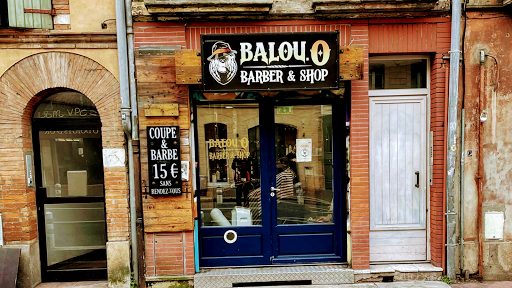 BALOU.O
BARBER & SHOP
COUPE
&
BARBE
15€
SANS
RENDEZ-VOUS
BALOU.O
BARBER & SHOP